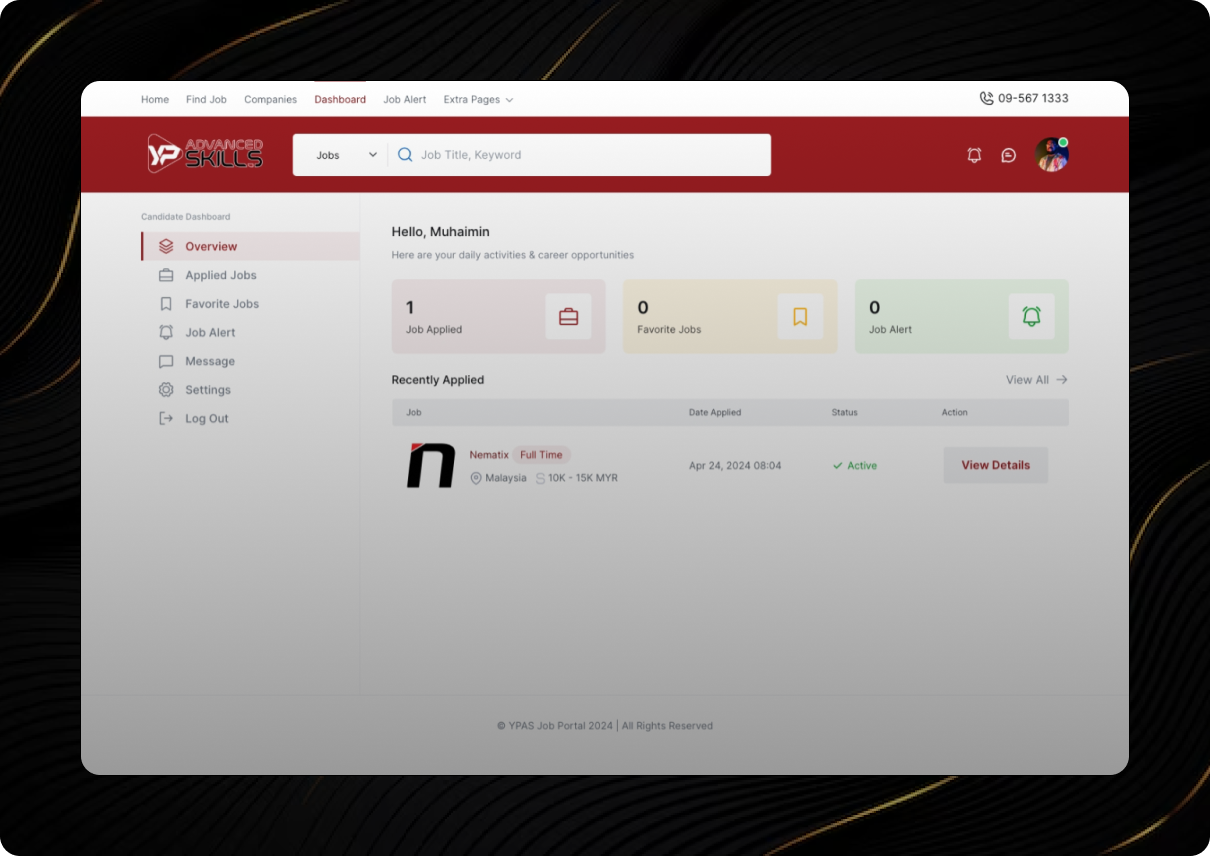 Home Find Job Companies Dashboard Job Alert Extra Pages 09-567 1333
YP ADVANCED
SKILLS
Jobs Job Title, Keyword
Candidate Dashboard
Overview
Applied Jobs
Favorite Jobs
Job Alert
Message
Settings
Log Out
Hello, Muhaimin
Here are your daily activities & career opportunities
1
Job Applied
0
Favorite Jobs
0
Job Alert
Recently Applied View All
Job Date Applied Status Action
Nematix Full Time
Malaysia 10K - 15K MYR
Apr 24, 2024 08:04 Active View Details
© YPAS Job Portal 2024 | All Rights Reserved